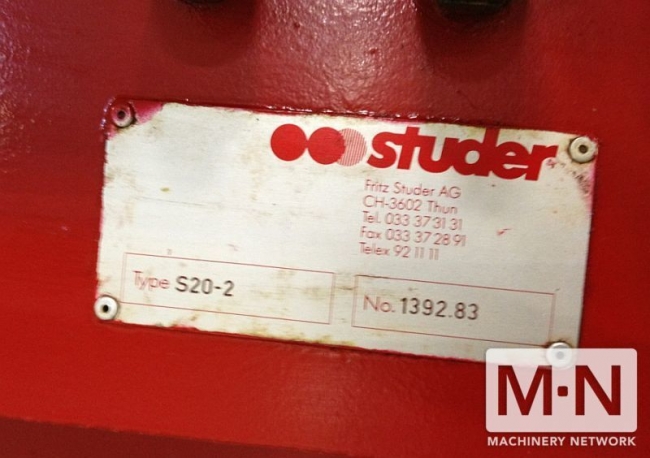 studer
Fritz Studer AG
CH-3602 Thun
Tel. 033 37 31 31
Fax 033 37 28 91
Telex 92 11 11
Type S20-2
No. 1392.83
M·N
MACHINERY NETWORK